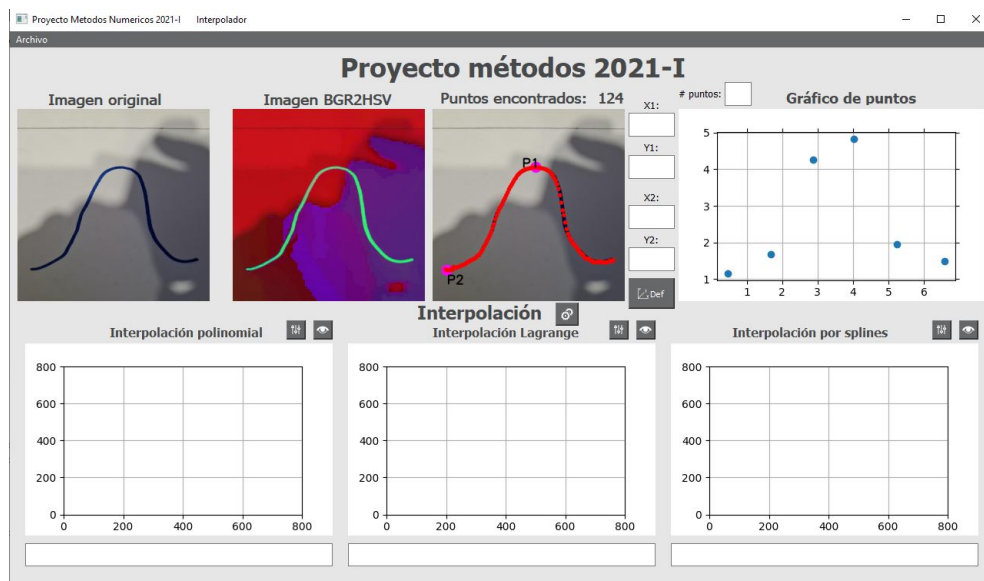 Proyecto Metodos Numericos 2021-I Interpolador
Archivo
Proyecto métodos 2021-I
Imagen original
Imagen BGR2HSV
Puntos encontrados: 124
# puntos:
Gráfico de puntos
X1:
Y1:
X2:
Y2:
Def
P1
P2
5
4
3
2
1
1 2 3 4 5 6
Interpolación
Interpolación polinomial
Interpolación Lagrange
Interpolación por splines
800
600
400
200
0
0 200 400 600 800
800
600
400
200
0
0 200 400 600 800
800
600
400
200
0
0 200 400 600 800